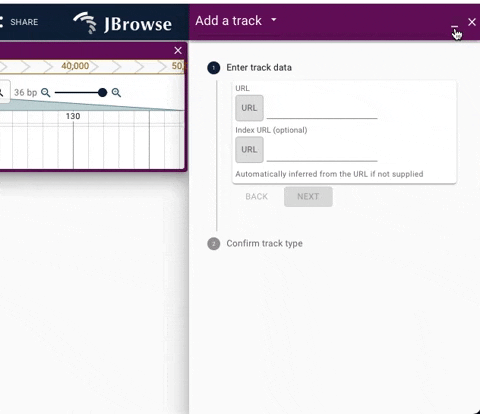 SHARE
JBrowse
Add a track
40,000
50
36 bp
130
1
Enter track data
URL
URL
Index URL (optional)
URL
Automatically inferred from the URL if not supplied
BACK
NEXT
2
Confirm track type